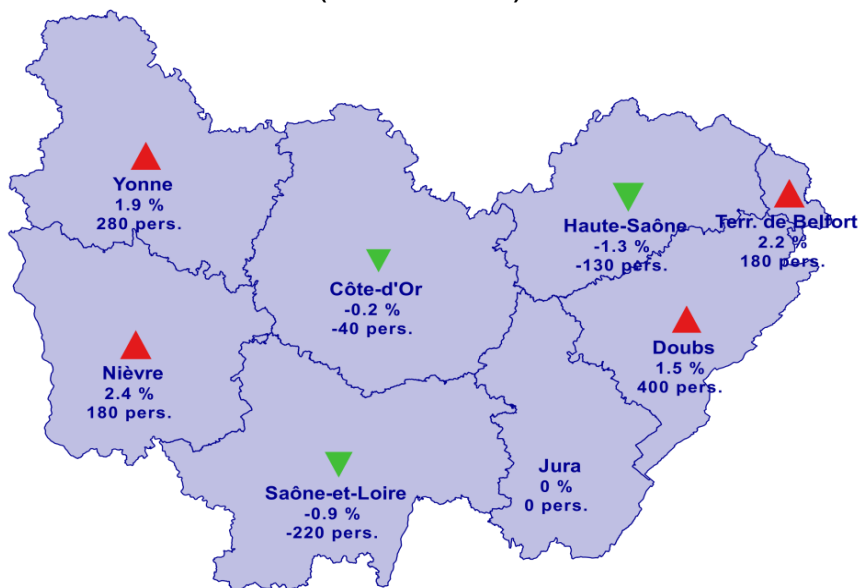 Yonne
1.9 %
280 pers.
Haute-Saône
-1.3 %
-130 pers.
Terr. de Belfort
2.2 %
180 pers.
Côte-d'Or
-0.2 %
-40 pers.
Doubs
1.5 %
400 pers.
Nièvre
2.4 %
180 pers.
Jura
0 %
0 pers.
Saône-et-Loire
-0.9 %
-220 pers.